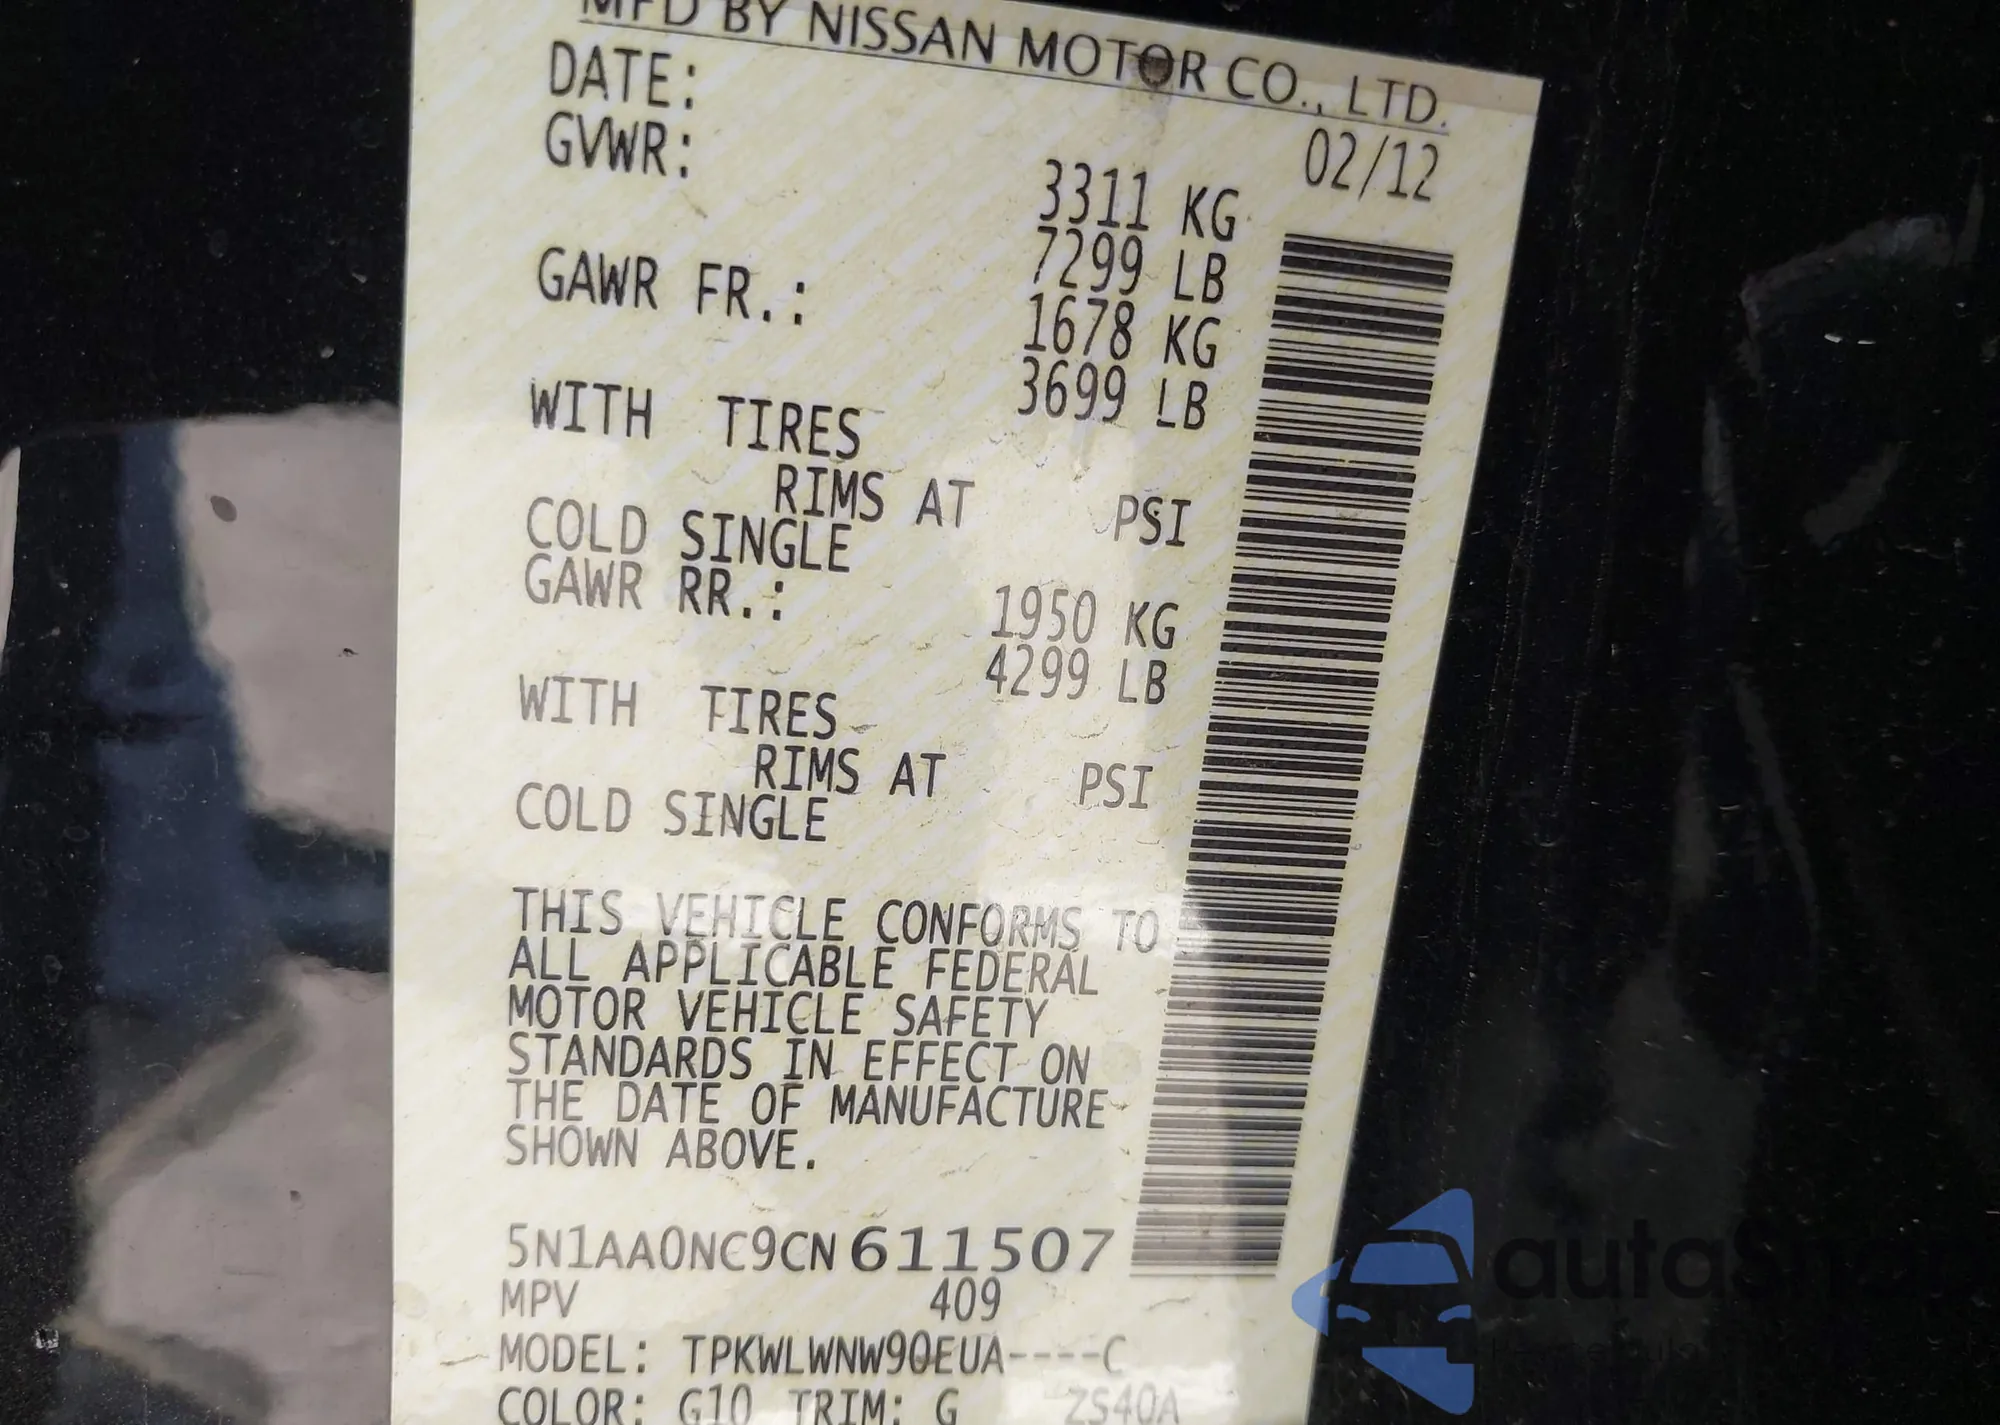 MFD BY NISSAN MOTOR CO., LTD.
DATE: 02/12
GVWR: 3311 KG
7299 LB
GAWR FR.: 1678 KG
3699 LB
WITH TIRES
RIMS AT PSI
COLD SINGLE
GAWR RR.: 1950 KG
4299 LB
WITH TIRES
RIMS AT PSI
COLD SINGLE
THIS VEHICLE CONFORMS TO
ALL APPLICABLE FEDERAL
MOTOR VEHICLE SAFETY
STANDARDS IN EFFECT ON
THE DATE OF MANUFACTURE
SHOWN ABOVE.
5N1AA0NC9CN611507
MPV 409
MODEL: TPKWLWNW90EUA----C
COLOR: G10 TRIM: G ZS40A